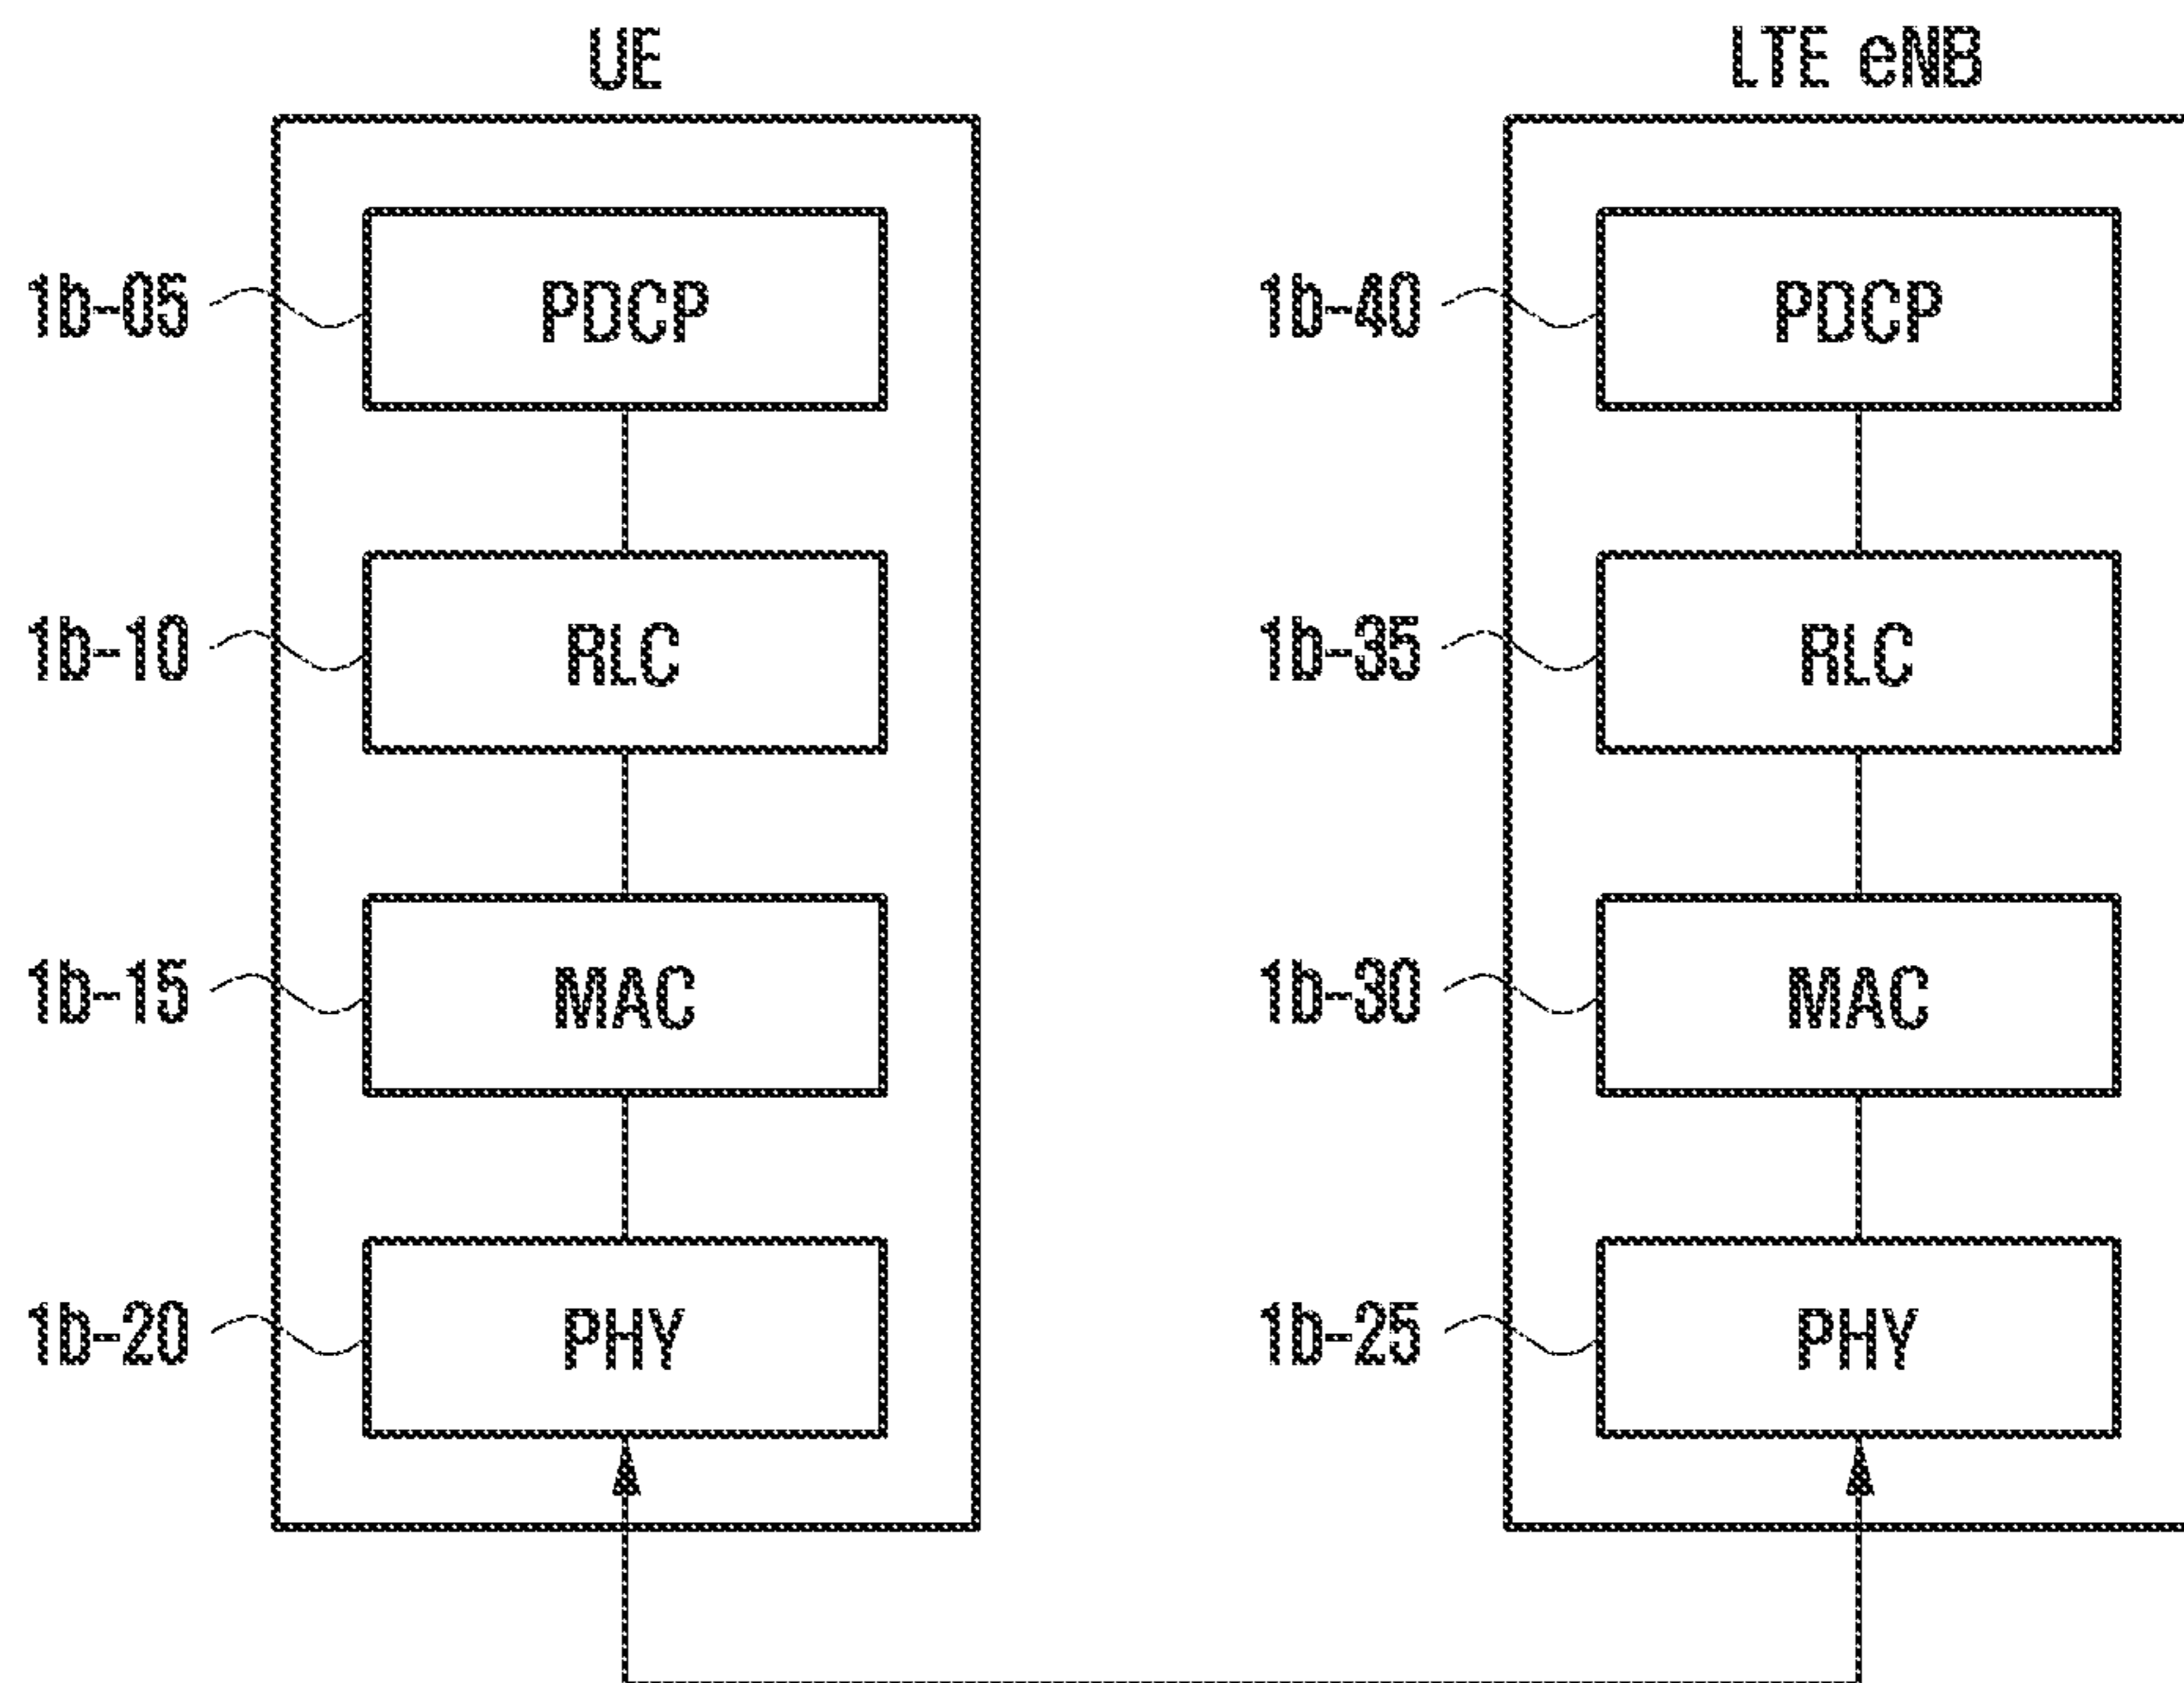 UE
LTE eNB
1b-05
PDCP
1b-40
PDCP
1b-10
RLC
1b-35
RLC
1b-15
MAC
1b-30
MAC
1b-20
PHY
1b-25
PHY